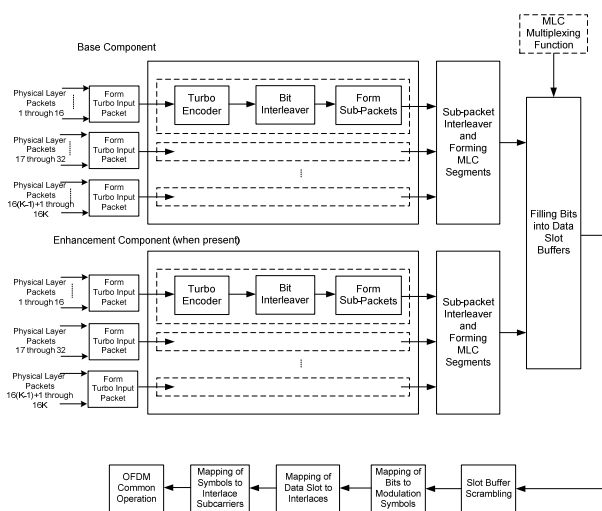 MLC
Multiplexing
Function
Base Component
Physical Layer
Packets
1 through 16
Form
Turbo Input
Packet
Turbo
Encoder
Bit
Interleaver
Form
Sub-Packets
Physical Layer
Packets
17 through 32
Form
Turbo Input
Packet
Physical Layer
Packets
16(K-1)+1 through
16K
Form
Turbo Input
Packet
Sub-packet
Interleaver
and
Forming
MLC
Segments
Filling Bits
into Data
Slot
Buffers
Enhancement Component (when present)
Physical Layer
Packets
1 through 16
Form
Turbo Input
Packet
Turbo
Encoder
Bit
Interleaver
Form
Sub-Packets
Physical Layer
Packets
17 through 32
Form
Turbo Input
Packet
Physical Layer
Packets
16(K-1)+1 through
16K
Form
Turbo Input
Packet
Sub-packet
Interleaver
and
Forming
MLC
Segments
OFDM
Common
Operation
Mapping of
Symbols to
Interlace
Subcarriers
Mapping of
Data Slot to
Interlaces
Mapping
of Bits to
Modulation
Symbols
Slot Buffer
Scrambling